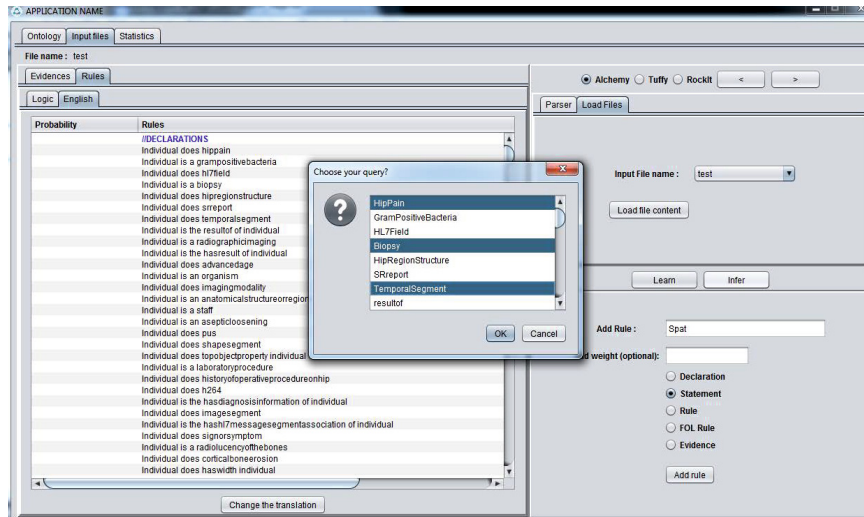 APPLICATION NAME
Ontology Input files Statistics
File name : test
Evidences Rules
Logic English
Probability Rules
//DECLARATIONS
Individual does hippain
Individual is a grampositivebacteria
Individual does hl7field
Individual is a biopsy
Individual does hipregionstructure
Individual does srreport
Individual does temporalsegment
Individual is the resultof of individual
Individual is a radiographicimaging
Individual is the hasresult of individual
Individual does advancedage
Individual is an organism
Individual does imagingmodality
Individual is an anatomicalstructureorregion
Individual is a staff
Individual is an asepticloosening
Individual does pus
Individual does shapesegment
Individual does topobjectproperty individual
Individual is a laboratoryprocedure
Individual does historyofoperativeprocedureonhip
Individual does h264
Individual is the hasdiagnosisinformation of individual
Individual does imagesegment
Individual is the hashl7messagesegmentassociation of individual
Individual does signorsymptom
Individual is a radiolucencyofthebones
Individual does corticalboneerosion
Individual does haswidth individual
Change the translation
Choose your query?
?
HipPain
GramPositiveBacteria
HL7Field
Biopsy
HipRegionStructure
SRreport
TemporalSegment
resultof
OK Cancel
Alchemy Tuffy RockIt < >
Parser Load Files
Input File name : test
Load file content
Learn Infer
Add Rule : Spat
weight (optional):
Declaration
Statement
Rule
FOL Rule
Evidence
Add rule